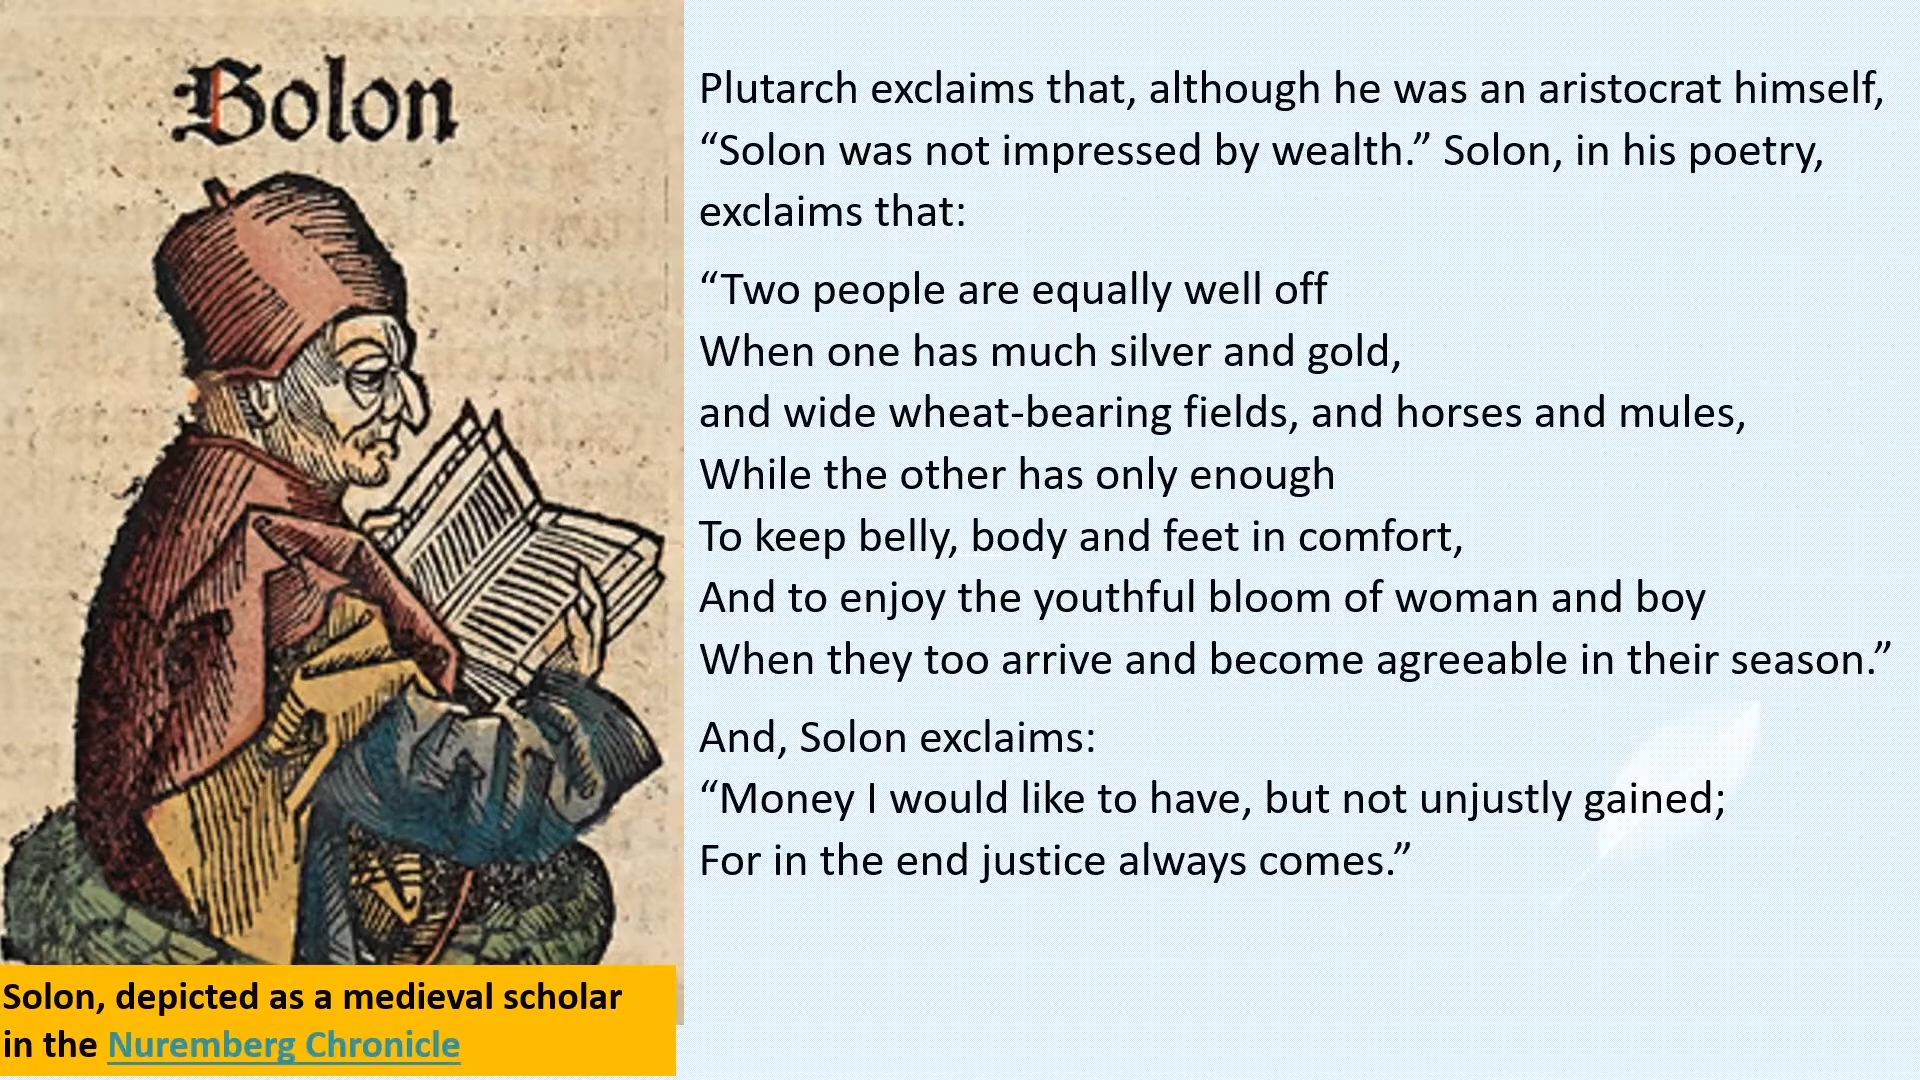 Solon
Plutarch exclaims that, although he was an aristocrat himself,
“Solon was not impressed by wealth.” Solon, in his poetry,
exclaims that:
“Two people are equally well off
When one has much silver and gold,
and wide wheat-bearing fields, and horses and mules,
While the other has only enough
To keep belly, body and feet in comfort,
And to enjoy the youthful bloom of woman and boy
When they too arrive and become agreeable in their season.”
And, Solon exclaims:
“Money I would like to have, but not unjustly gained;
For in the end justice always comes.”
Solon, depicted as a medieval scholar
in the Nuremberg Chronicle